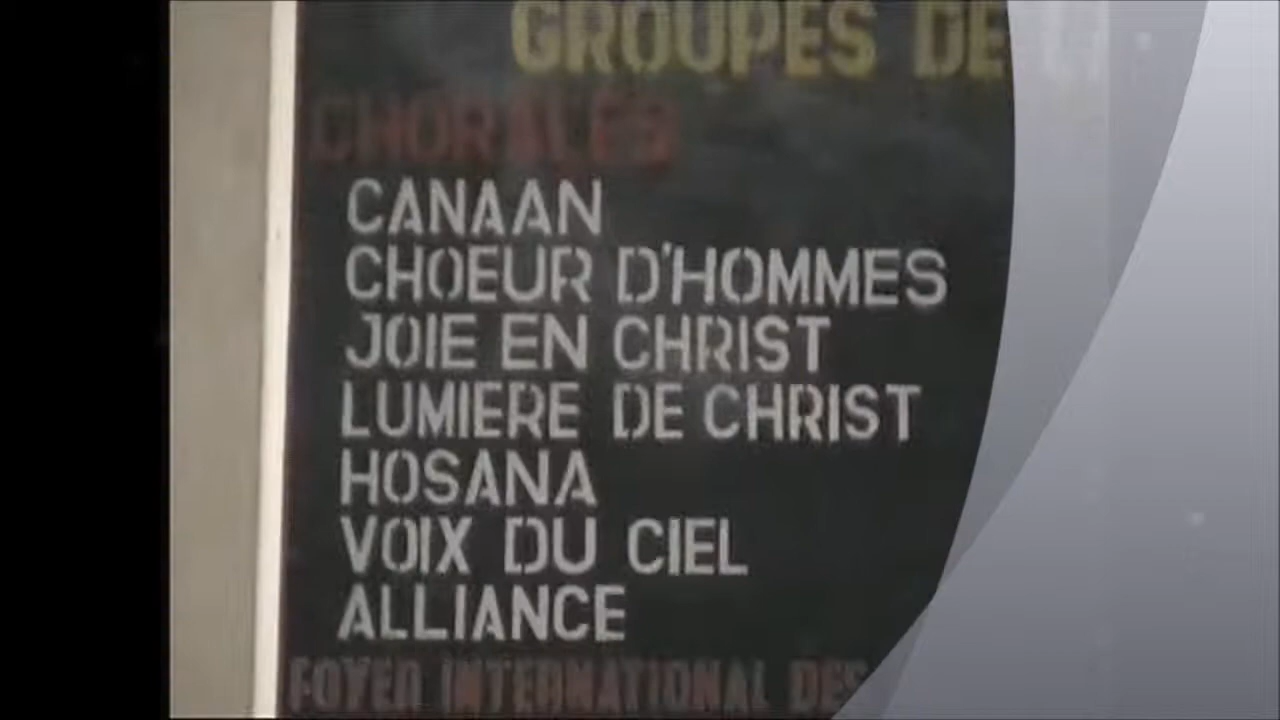 GROUPES DE
CHORALES
CANAAN
CHOEUR D'HOMMES
JOIE EN CHRIST
LUMIERE DE CHRIST
HOSANA
VOIX DU CIEL
ALLIANCE
FOYER INTERNATIONAL DES